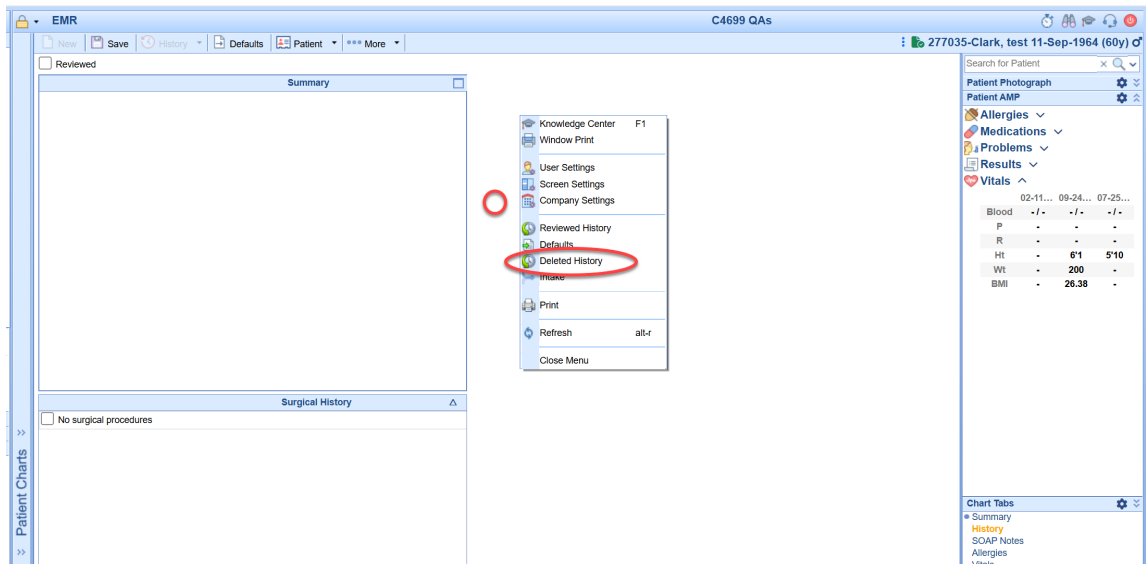 EMR
C4699 QAs
New Save History Defaults Patient More
277035-Clark, test 11-Sep-1964 (60y)
Reviewed
Summary
Knowledge Center F1
Window Print
User Settings
Screen Settings
Company Settings
Reviewed History
Defaults
Deleted History
Intake
Print
Refresh alt-r
Close Menu
Surgical History
No surgical procedures
Patient Charts
Search for Patient
Patient Photograph
Patient AMP
Allergies
Medications
Problems
Results
Vitals
02-11... 09-24... 07-25...
Blood -/- -/- -/-
P - - -
R - - -
Ht - 6'1 5'10
Wt - 200 -
BMI - 26.38 -
Chart Tabs
Summary
History
SOAP Notes
Allergies
Vitals